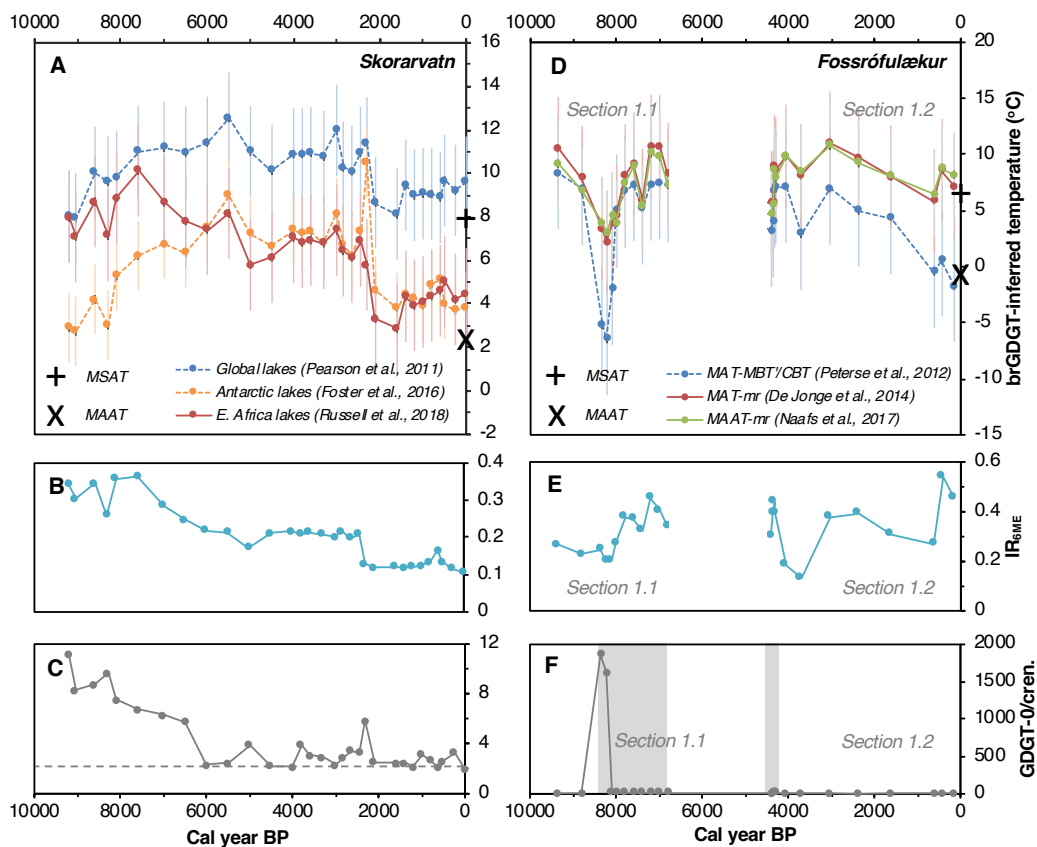 10000 8000 6000 4000 2000 0
10000 8000 6000 4000 2000 0
A
Skorarvatn
16
14
12
10
8
6
4
2
0
-2
+ MSAT
X MAAT
Global lakes (Pearson et al., 2011)
Antarctic lakes (Foster et al., 2016)
E. Africa lakes (Russell et al., 2018)
D
Fossrófulækur
Section 1.1
Section 1.2
20
15
10
5
0
-5
-10
-15
brGDGT-inferred temperature (°C)
+ MSAT
X MAAT
MAT-MBT'/CBT (Peterse et al., 2012)
MAT-mr (De Jonge et al., 2014)
MAAT-mr (Naafs et al., 2017)
B
0.4
0.3
0.2
0.1
0
E
Section 1.1
Section 1.2
0.6
0.4
0.2
0
IR6ME
C
12
8
4
0
F
Section 1.1
Section 1.2
2000
1500
1000
500
0
GDGT-0/cren.
10000 8000 6000 4000 2000 0
Cal year BP
10000 8000 6000 4000 2000 0
Cal year BP